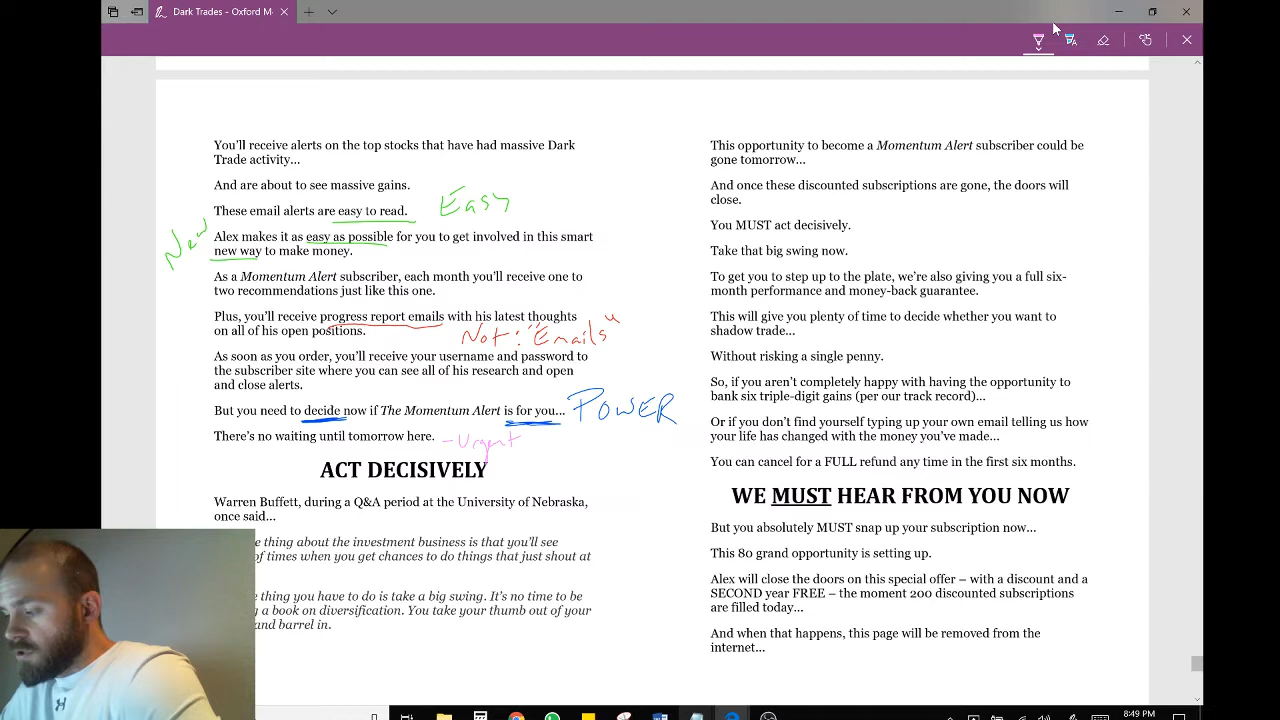 Dark Trades - Oxford M
You'll receive alerts on the top stocks that have had massive Dark
Trade activity...
And are about to see massive gains.
These email alerts are easy to read.
Easy
New
Alex makes it as easy as possible for you to get involved in this smart
new way to make money.
As a Momentum Alert subscriber, each month you'll receive one to
two recommendations just like this one.
Plus, you'll receive progress report emails with his latest thoughts
on all of his open positions.
Not: "Emails"
As soon as you order, you'll receive your username and password to
the subscriber site where you can see all of his research and open
and close alerts.
But you need to decide now if The Momentum Alert is for you...
POWER
There's no waiting until tomorrow here.
- Urgent
ACT DECISIVELY
Warren Buffett, during a Q&A period at the University of Nebraska,
once said...
thing about the investment business is that you'll see
of times when you get chances to do things that just shout at
thing you have to do is take a big swing. It's no time to be
a book on diversification. You take your thumb out of your
and barrel in.
This opportunity to become a Momentum Alert subscriber could be
gone tomorrow...
And once these discounted subscriptions are gone, the doors will
close.
You MUST act decisively.
Take that big swing now.
To get you to step up to the plate, we're also giving you a full six-
month performance and money-back guarantee.
This will give you plenty of time to decide whether you want to
shadow trade...
Without risking a single penny.
So, if you aren't completely happy with having the opportunity to
bank six triple-digit gains (per our track record)...
Or if you don't find yourself typing up your own email telling us how
your life has changed with the money you've made...
You can cancel for a FULL refund any time in the first six months.
WE MUST HEAR FROM YOU NOW
But you absolutely MUST snap up your subscription now...
This 80 grand opportunity is setting up.
Alex will close the doors on this special offer – with a discount and a
SECOND year FREE – the moment 200 discounted subscriptions
are filled today...
And when that happens, this page will be removed from the
internet...
8:49 PM